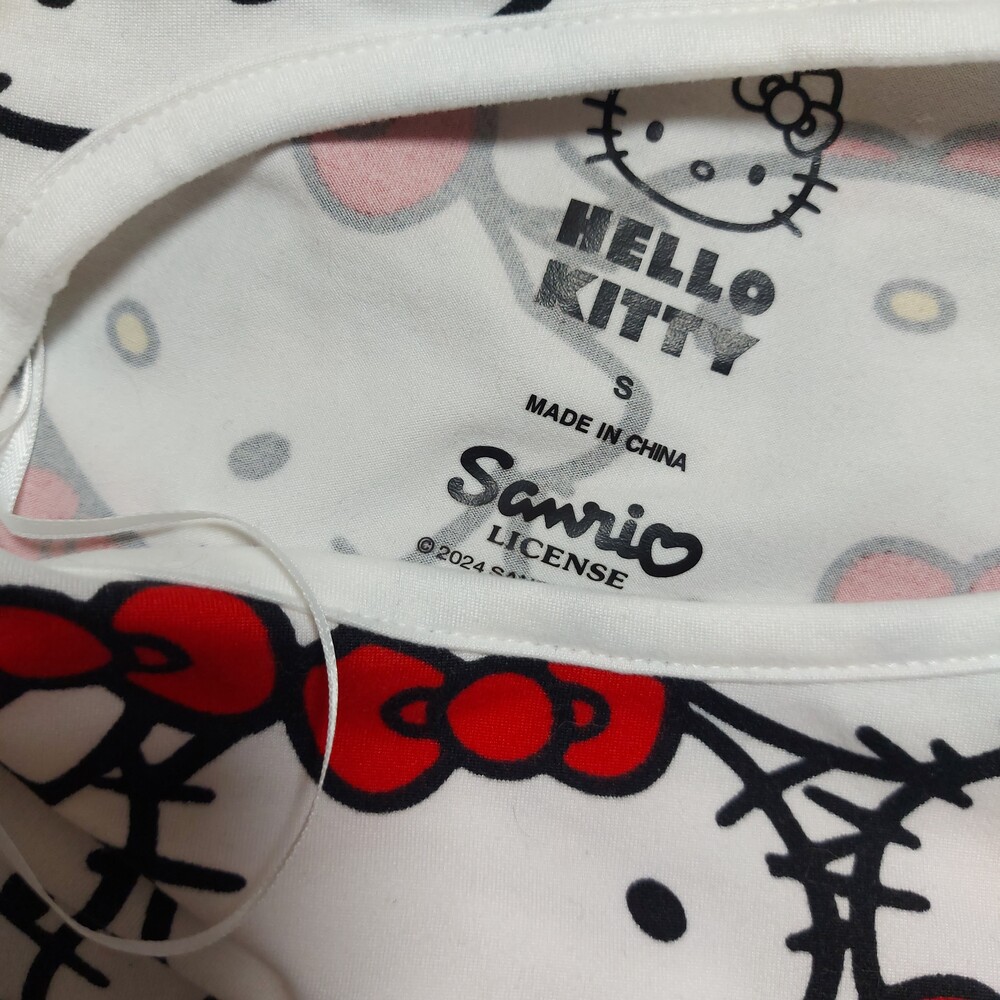 HELLO
KITTY
S
MADE IN CHINA
Sanrio
LICENSE
© 2024